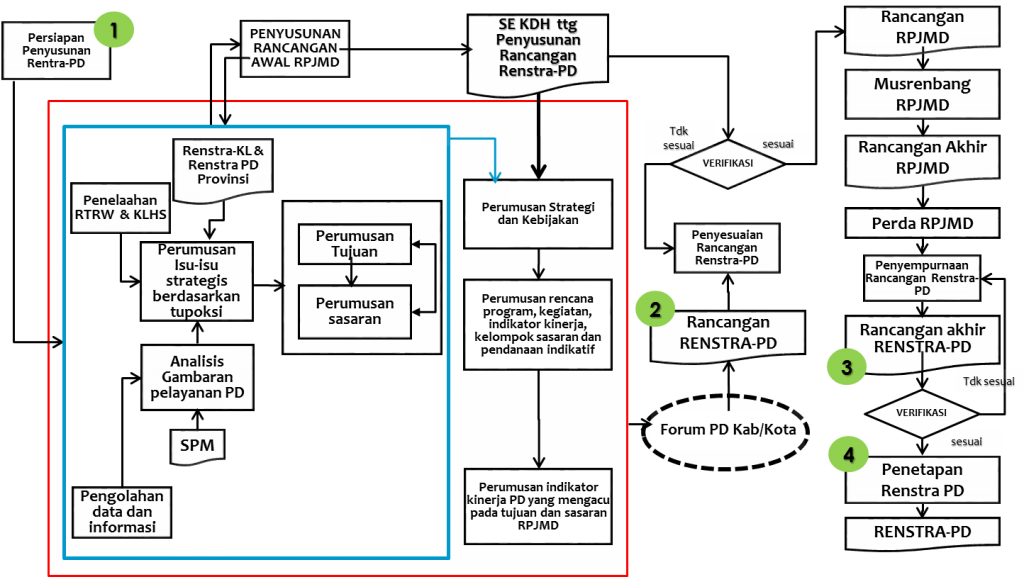 1
Persiapan
Penyusunan
Rentra-PD
PENYUSUNAN
RANCANGAN
AWAL RPJMD
SE KDH ttg
Penyusunan
Rancangan
Renstra-PD
Renstra-KL &
Renstra PD
Provinsi
Penelaahan
RTRW & KLHS
Perumusan
Isu-isu
strategis
berdasarkan
tupoksi
Perumusan
Tujuan
Perumusan
sasaran
Analisis
Gambaran
pelayanan PD
SPM
Pengolahan
data dan
informasi
Perumusan Strategi
dan Kebijakan
Perumusan rencana
program, kegiatan,
indikator kinerja,
kelompok sasaran dan
pendanaan indikatif
Perumusan indikator
kinerja PD yang mengacu
pada tujuan dan sasaran
RPJMD
Tdk
sesuai
sesuai
VERIFIKASI
Penyesuaian
Rancangan
Renstra-PD
2
Rancangan
RENSTRA-PD
Forum PD Kab/Kota
Rancangan
RPJMD
Musrenbang
RPJMD
Rancangan Akhir
RPJMD
Perda RPJMD
Penyempurnaan
Rancangan Renstra-
PD
Rancangan akhir
RENSTRA-PD
3
Tdk sesuai
VERIFIKASI
sesuai
4
Penetapan
Renstra PD
RENSTRA-PD